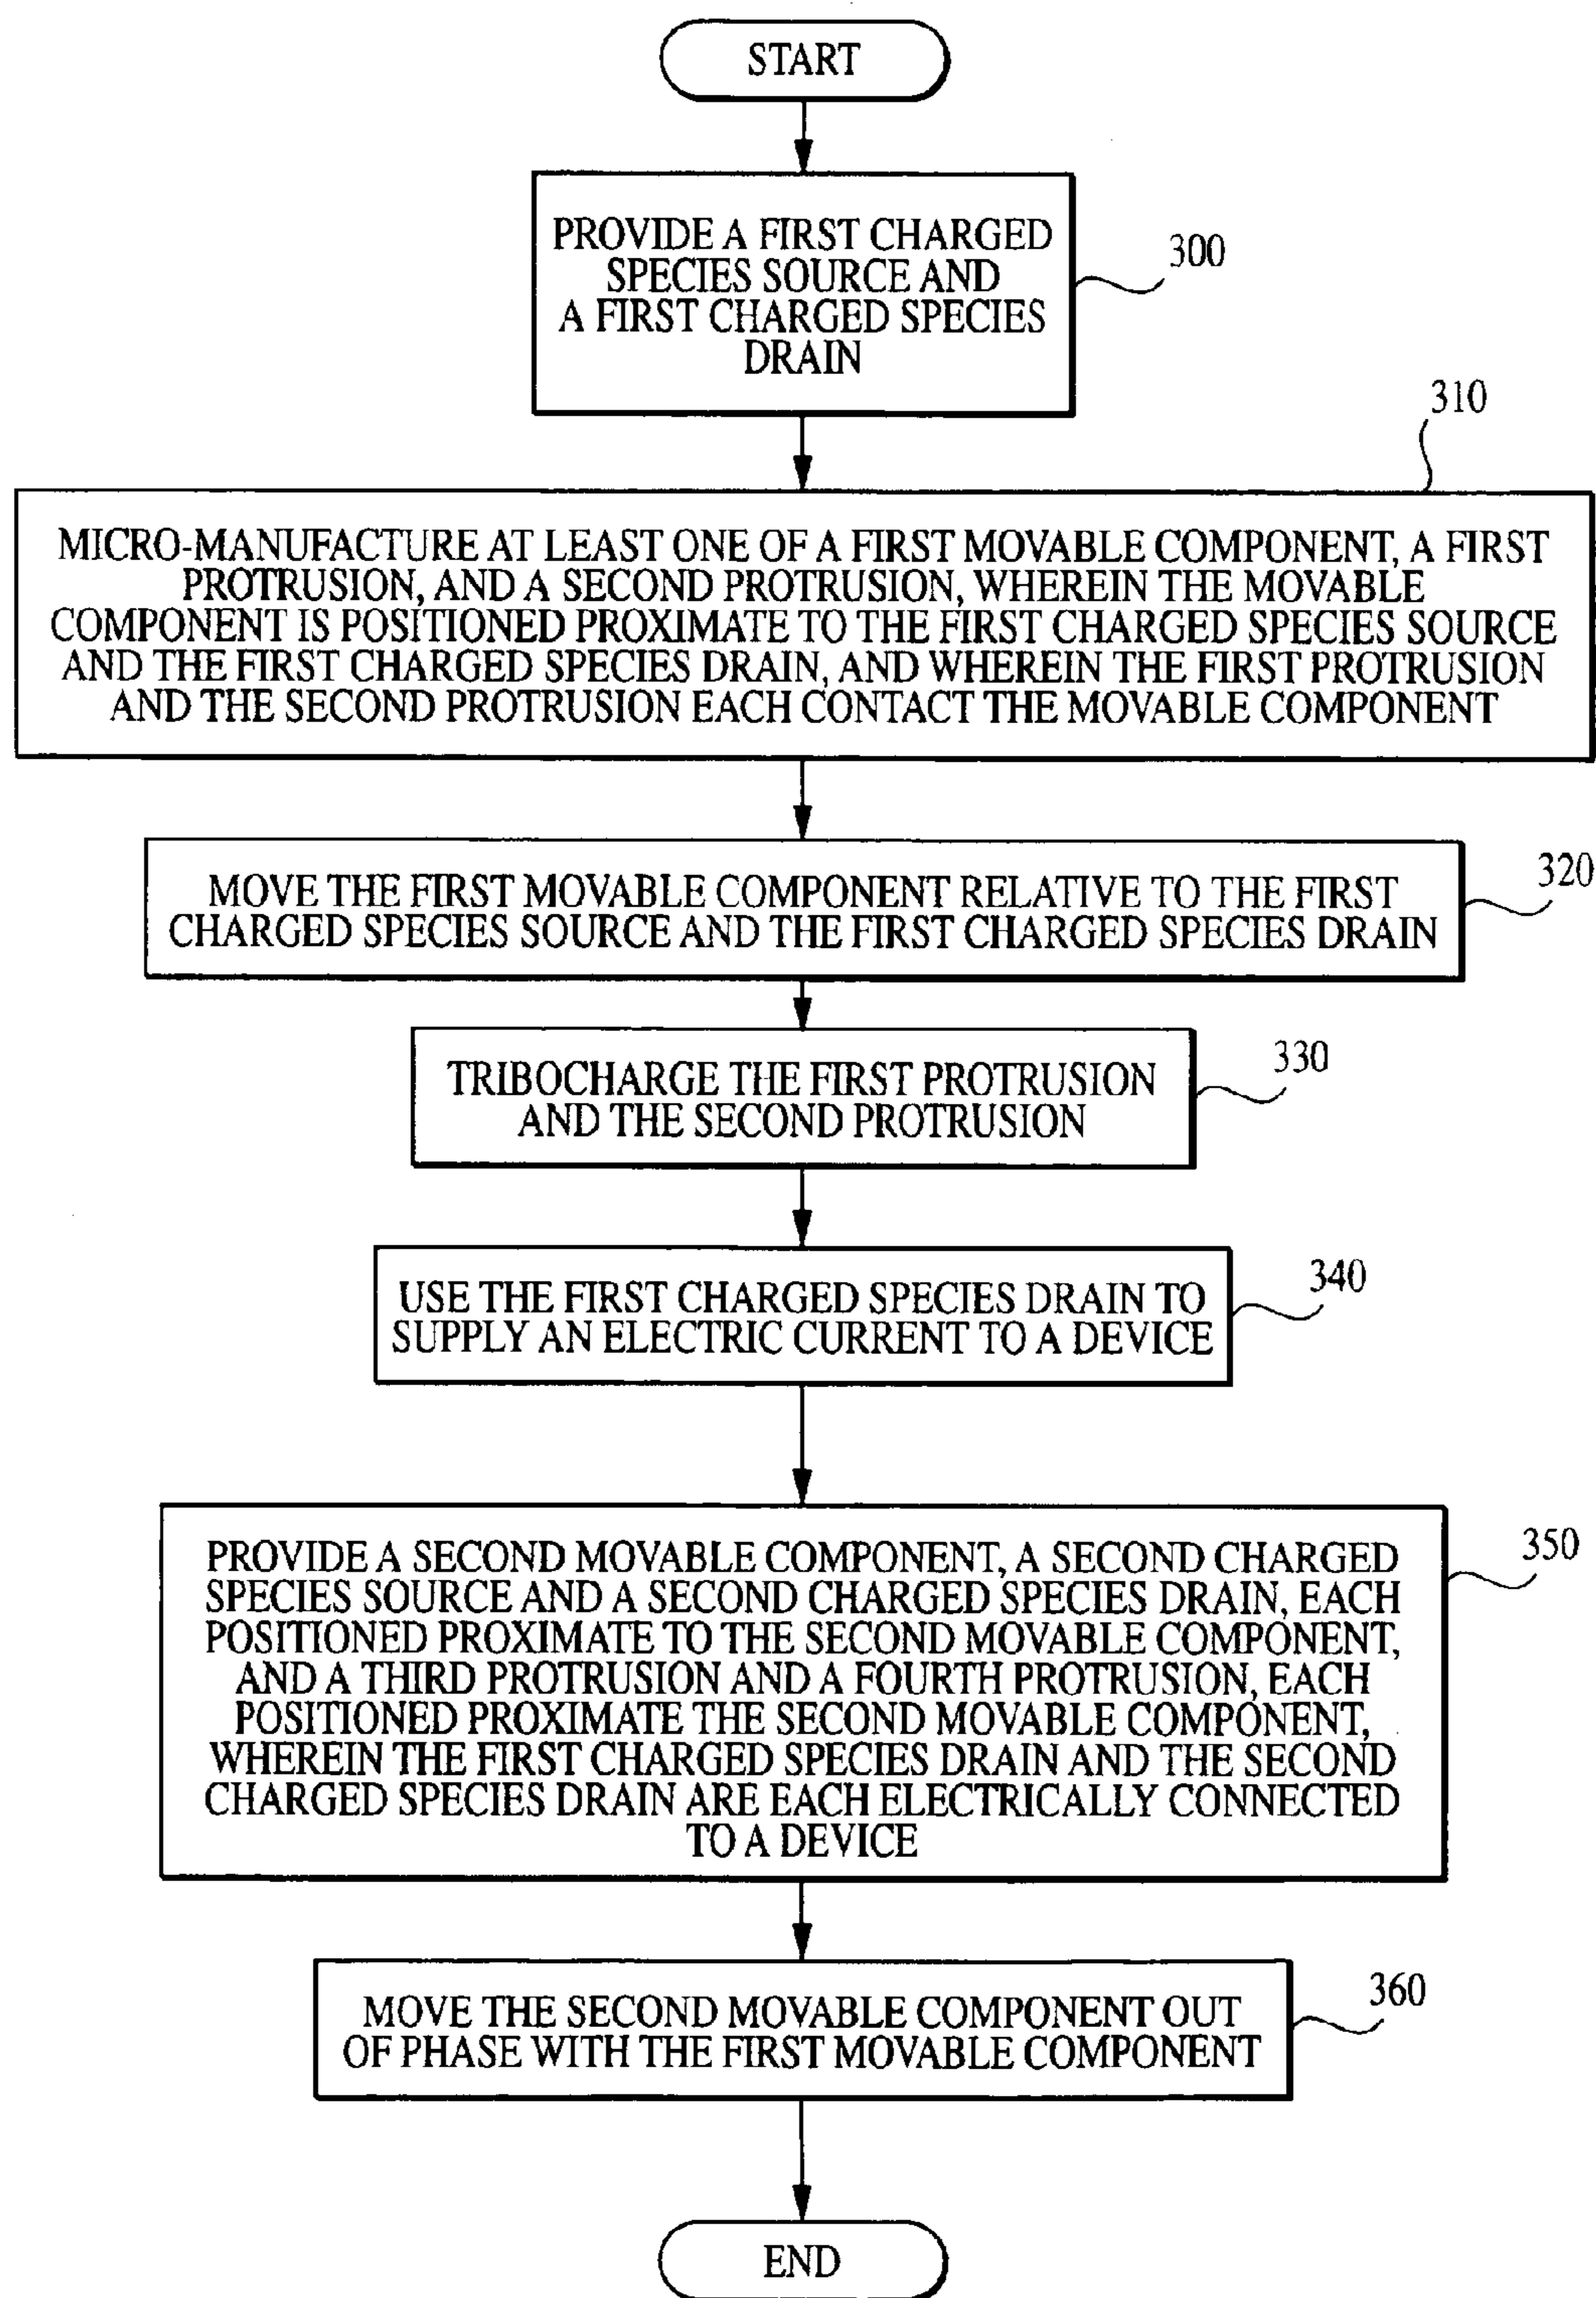 START
PROVIDE A FIRST CHARGED
SPECIES SOURCE AND
A FIRST CHARGED SPECIES
DRAIN
300
310
MICRO-MANUFACTURE AT LEAST ONE OF A FIRST MOVABLE COMPONENT, A FIRST
PROTRUSION, AND A SECOND PROTRUSION, WHEREIN THE MOVABLE
COMPONENT IS POSITIONED PROXIMATE TO THE FIRST CHARGED SPECIES SOURCE
AND THE FIRST CHARGED SPECIES DRAIN, AND WHEREIN THE FIRST PROTRUSION
AND THE SECOND PROTRUSION EACH CONTACT THE MOVABLE COMPONENT
MOVE THE FIRST MOVABLE COMPONENT RELATIVE TO THE FIRST
CHARGED SPECIES SOURCE AND THE FIRST CHARGED SPECIES DRAIN
320
TRIBOCHARGE THE FIRST PROTRUSION
AND THE SECOND PROTRUSION
330
USE THE FIRST CHARGED SPECIES DRAIN TO
SUPPLY AN ELECTRIC CURRENT TO A DEVICE
340
PROVIDE A SECOND MOVABLE COMPONENT, A SECOND CHARGED
SPECIES SOURCE AND A SECOND CHARGED SPECIES DRAIN, EACH
POSITIONED PROXIMATE TO THE SECOND MOVABLE COMPONENT,
AND A THIRD PROTRUSION AND A FOURTH PROTRUSION, EACH
POSITIONED PROXIMATE THE SECOND MOVABLE COMPONENT,
WHEREIN THE FIRST CHARGED SPECIES DRAIN AND THE SECOND
CHARGED SPECIES DRAIN ARE EACH ELECTRICALLY CONNECTED
TO A DEVICE
350
MOVE THE SECOND MOVABLE COMPONENT OUT
OF PHASE WITH THE FIRST MOVABLE COMPONENT
360
END